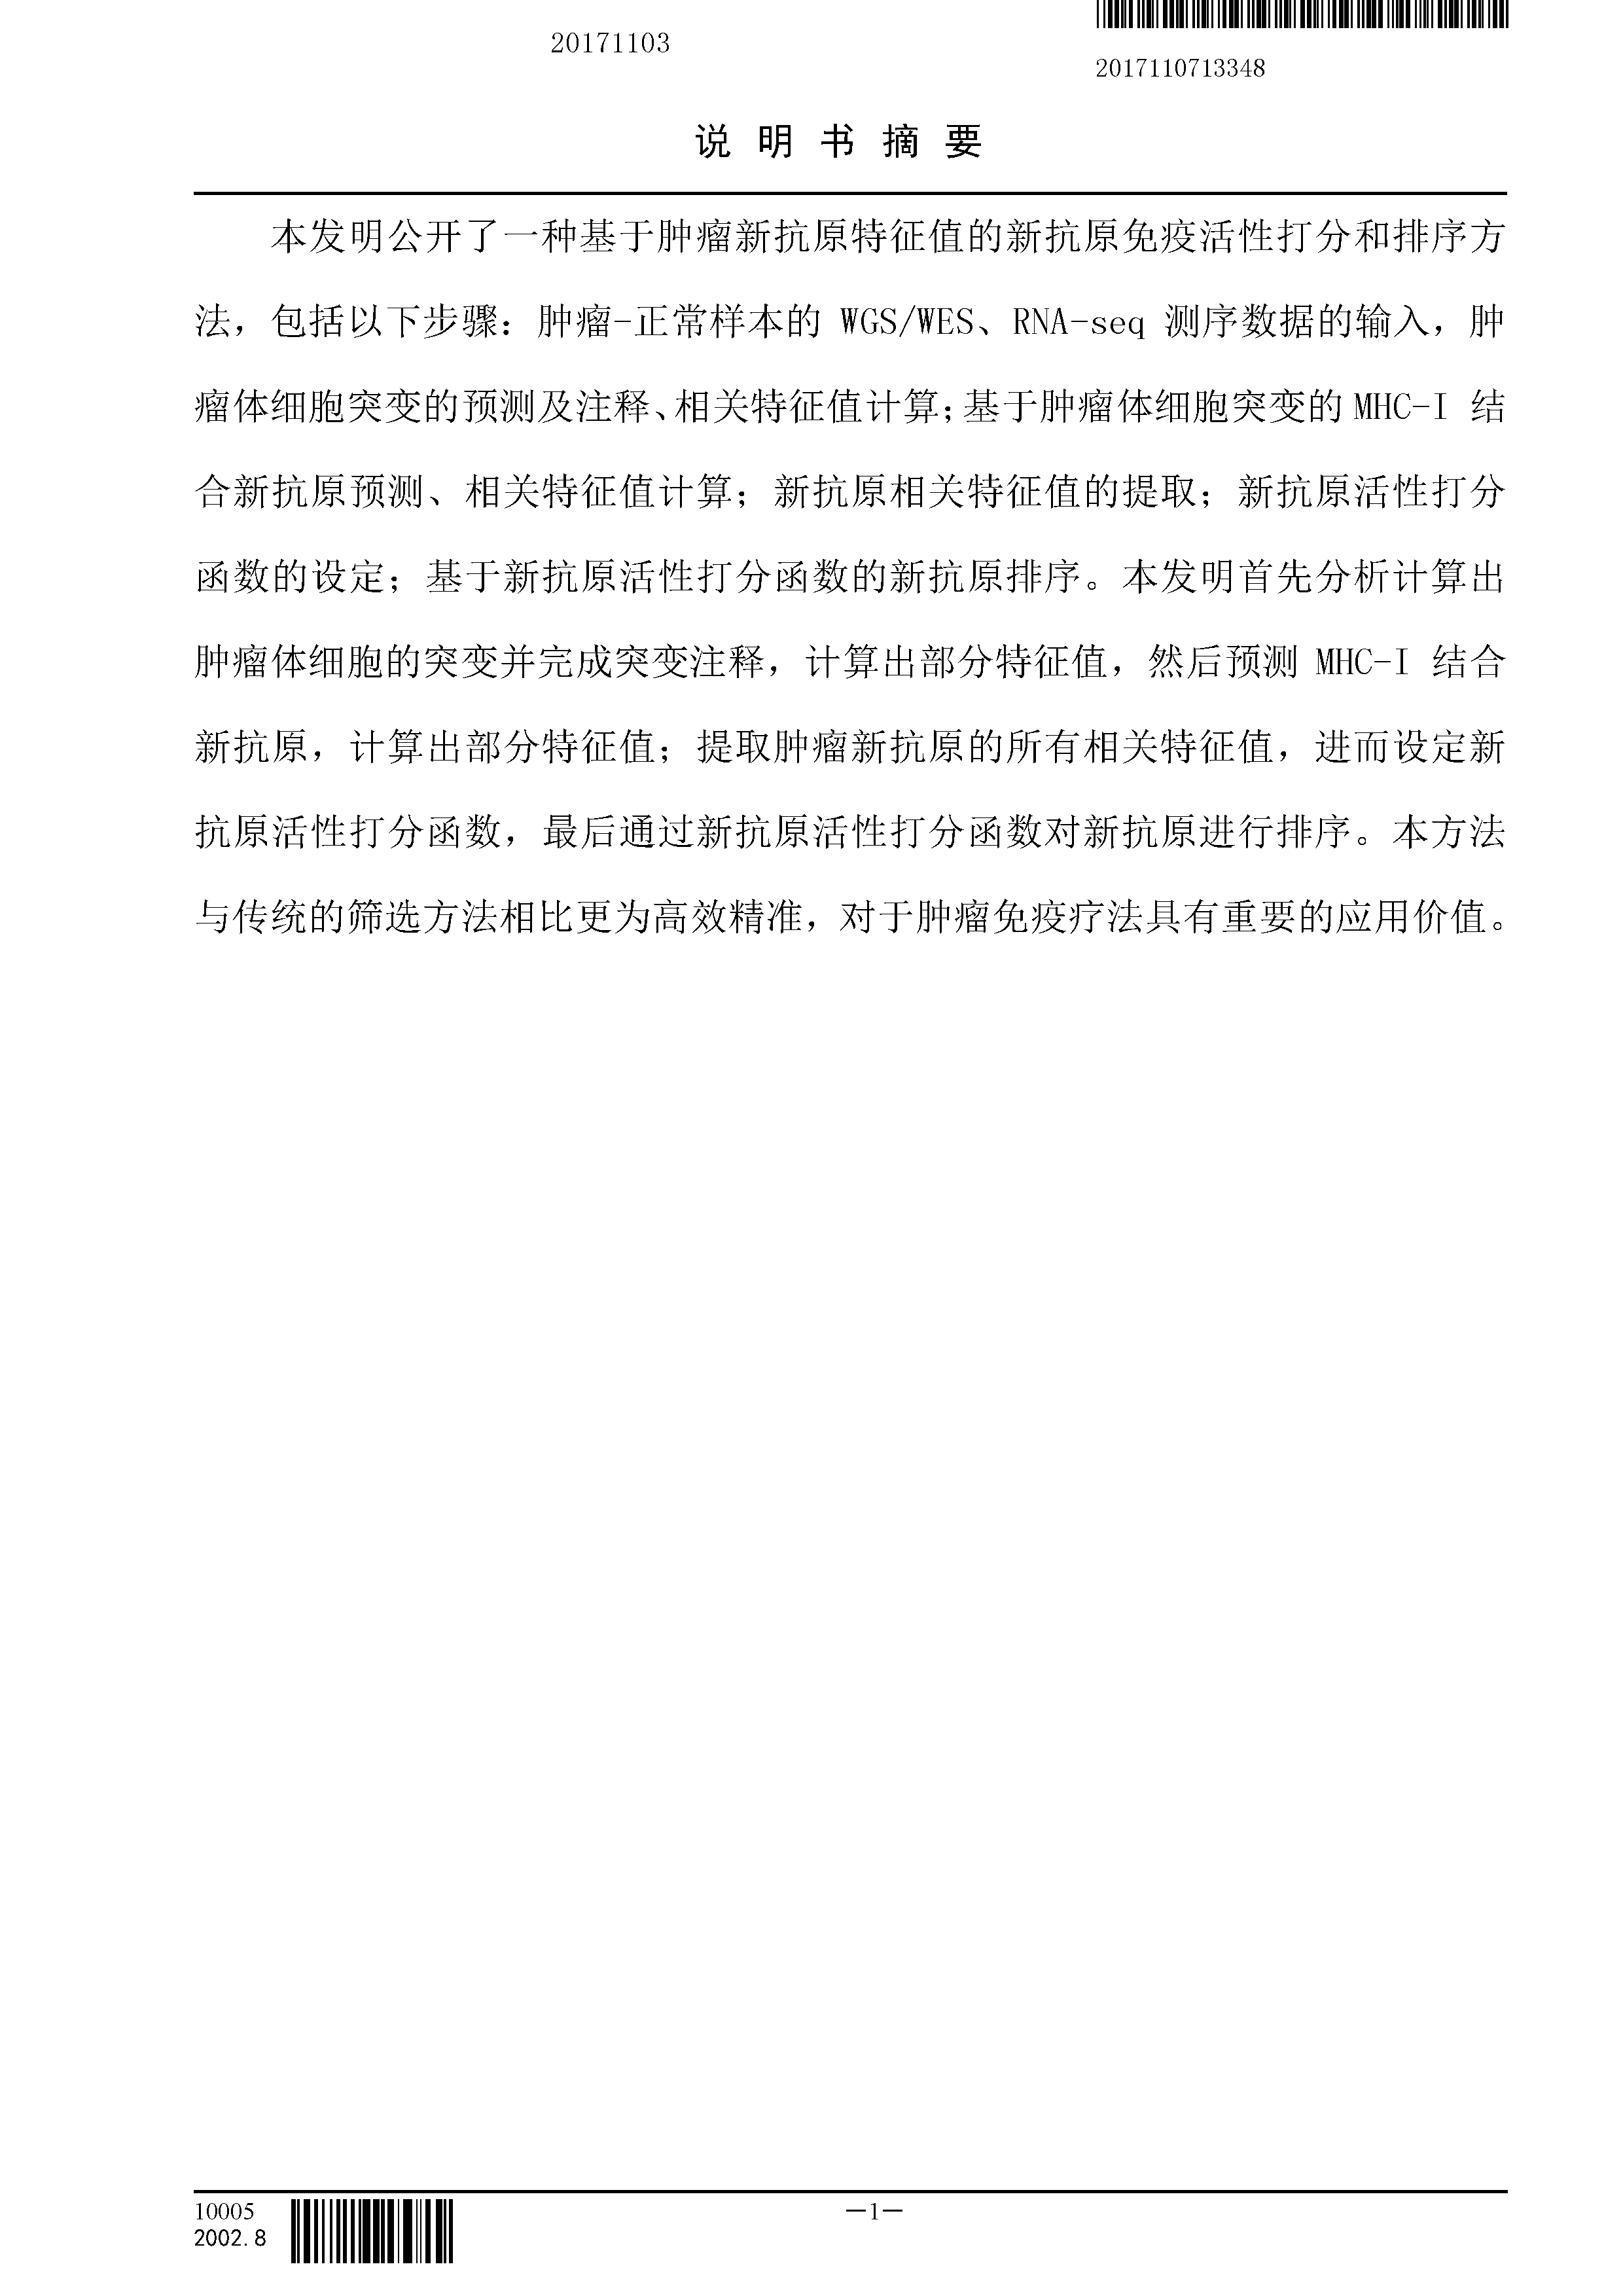 20171103
2017110713348
说明书摘要
本发明公开了一种基于肿瘤新抗原特征值的新抗原免疫活性打分和排序方
法，包括以下步骤：肿瘤-正常样本的 WGS/WES、RNA-seq 测序数据的输入，肿
瘤体细胞突变的预测及注释、相关特征值计算；基于肿瘤体细胞突变的 MHC-I 结
合新抗原预测、相关特征值计算；新抗原相关特征值的提取；新抗原活性打分
函数的设定；基于新抗原活性打分函数的新抗原排序。本发明首先分析计算出
肿瘤体细胞的突变并完成突变注释，计算出部分特征值，然后预测 MHC-I 结合
新抗原，计算出部分特征值；提取肿瘤新抗原的所有相关特征值，进而设定新
抗原活性打分函数，最后通过新抗原活性打分函数对新抗原进行排序。本方法
与传统的筛选方法相比更为高效精准，对于肿瘤免疫疗法具有重要的应用价值。
10005
—1—
2002.8